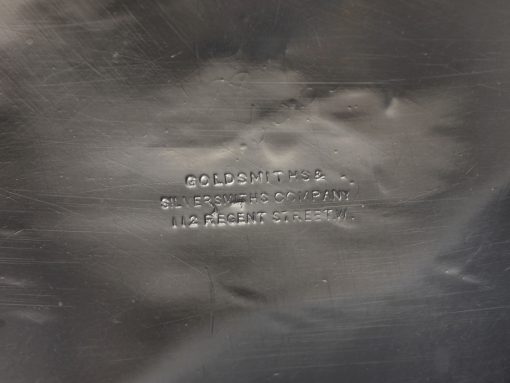 GOLDSMITHS &
SILVERSMITHS COMPANY
112 REGENT STREET.W.